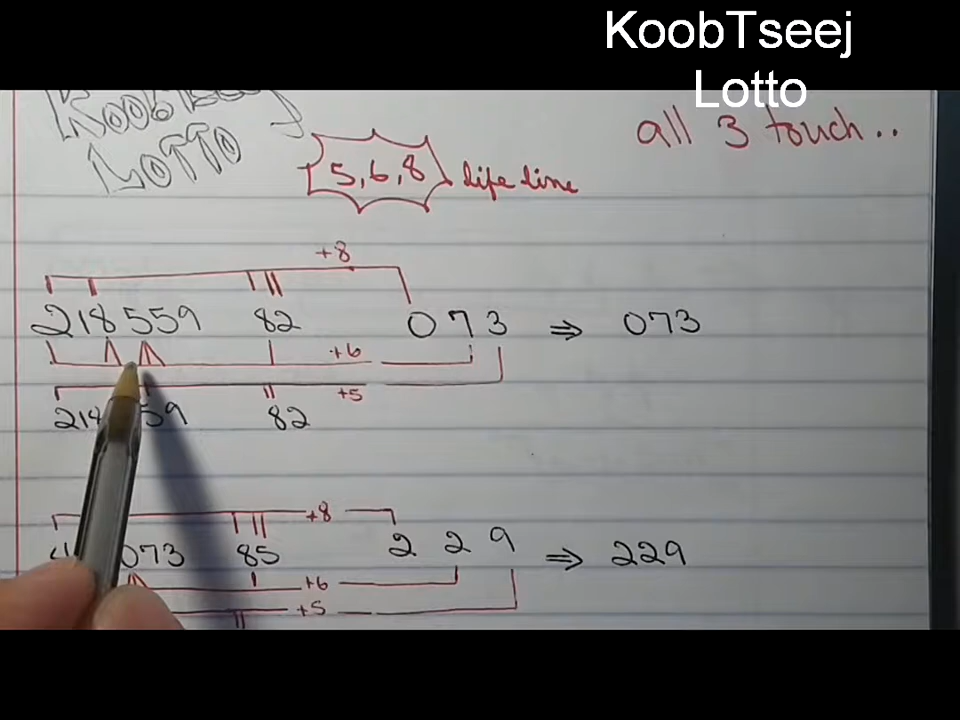 KoobTseej
Lotto
LOTTO
all 3 touch..
5,6,8 life line
+8
218559 82 073 ⇒ 073
+6
+5
59 82
+8
073 85 229 ⇒ 229
+6
+5